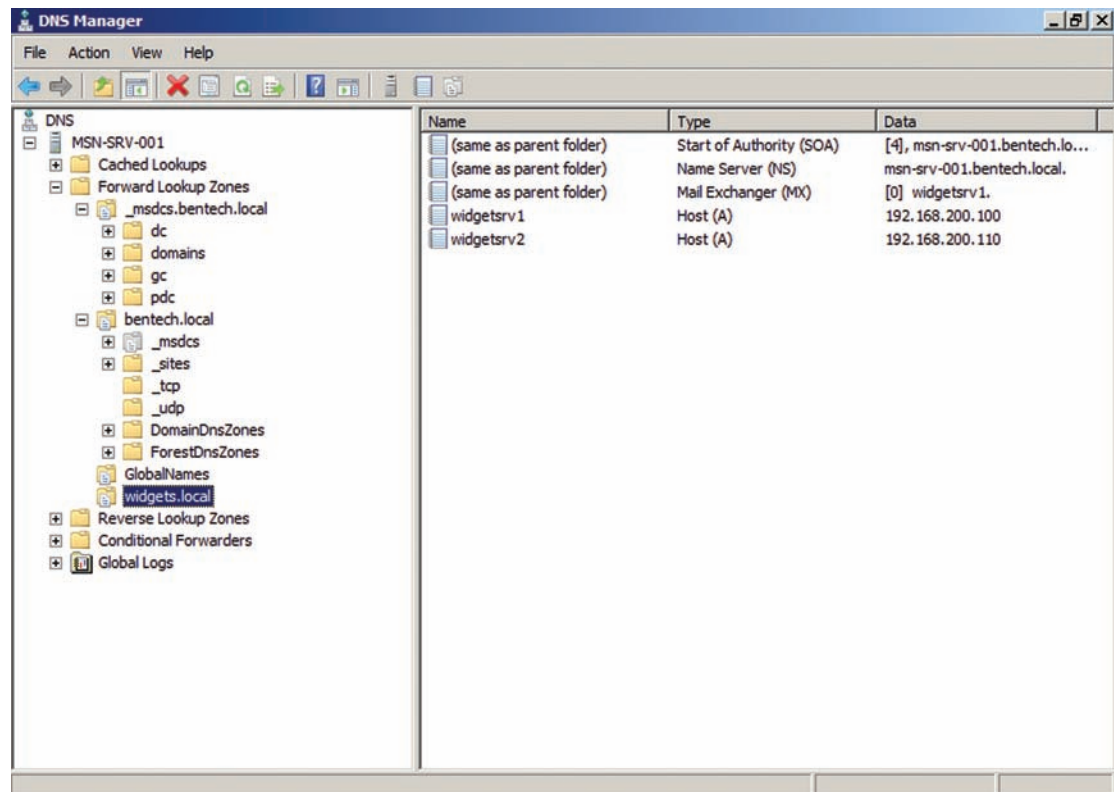 DNS Manager
File Action View Help
DNS
MSN-SRV-001
Cached Lookups
Forward Lookup Zones
_msdcs.bentech.local
dc
domains
gc
pdc
bentech.local
_msdcs
_sites
_tcp
_udp
DomainDnsZones
ForestDnsZones
GlobalNames
widgets.local
Reverse Lookup Zones
Conditional Forwarders
Global Logs
Name Type Data
(same as parent folder) Start of Authority (SOA) [4], msn-srv-001.bentech.lo...
(same as parent folder) Name Server (NS) msn-srv-001.bentech.local.
(same as parent folder) Mail Exchanger (MX) [0] widgetsrv1.
widgetsrv1 Host (A) 192.168.200.100
widgetsrv2 Host (A) 192.168.200.110